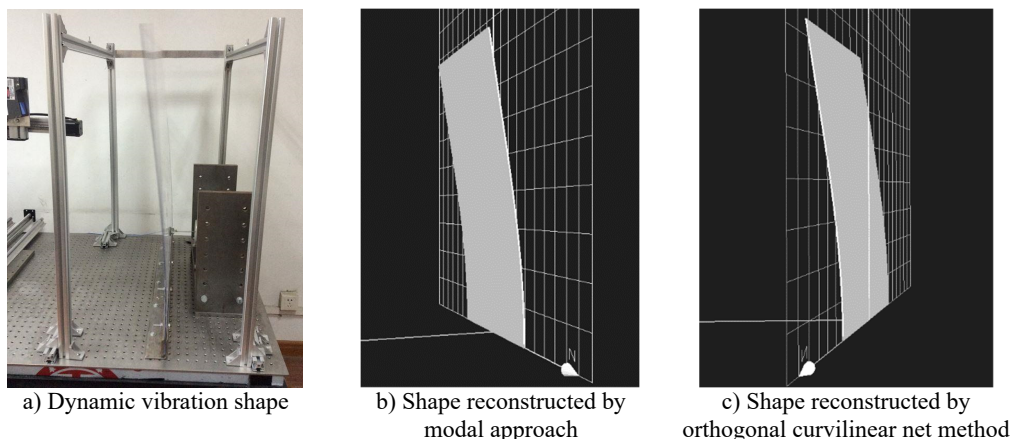 N
И
a) Dynamic vibration shape
b) Shape reconstructed by
modal approach
c) Shape reconstructed by
orthogonal curvilinear net method